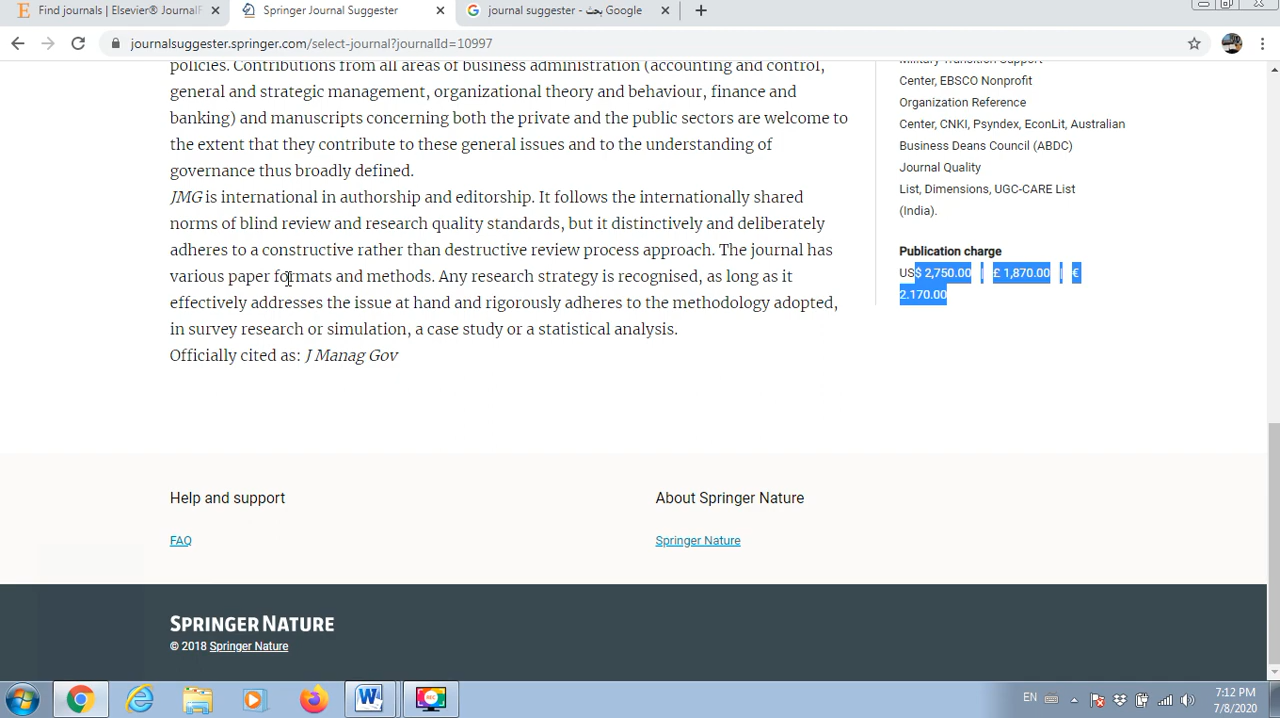 Find journals | Elsevier® JournalF
Springer Journal Suggester
journal suggester - بحث Google
journalsuggester.springer.com/select-journal?journalId=10997
policies. Contributions from all areas of business administration (accounting and control,
general and strategic management, organizational theory and behaviour, finance and
banking) and manuscripts concerning both the private and the public sectors are welcome to
the extent that they contribute to these general issues and to the understanding of
governance thus broadly defined.
JMG is international in authorship and editorship. It follows the internationally shared
norms of blind review and research quality standards, but it distinctively and deliberately
adheres to a constructive rather than destructive review process approach. The journal has
various paper formats and methods. Any research strategy is recognised, as long as it
effectively addresses the issue at hand and rigorously adheres to the methodology adopted,
in survey research or simulation, a case study or a statistical analysis.
Officially cited as: J Manag Gov
Military Transition Support
Center, EBSCO Nonprofit
Organization Reference
Center, CNKI, Psyndex, EconLit, Australian
Business Deans Council (ABDC)
Journal Quality
List, Dimensions, UGC-CARE List
(India).
Publication charge
US$ 2,750.00 | £ 1,870.00 | €
2.170.00
Help and support
About Springer Nature
FAQ
Springer Nature
SPRINGER NATURE
© 2018 Springer Nature
EN
7:12 PM
7/8/2020